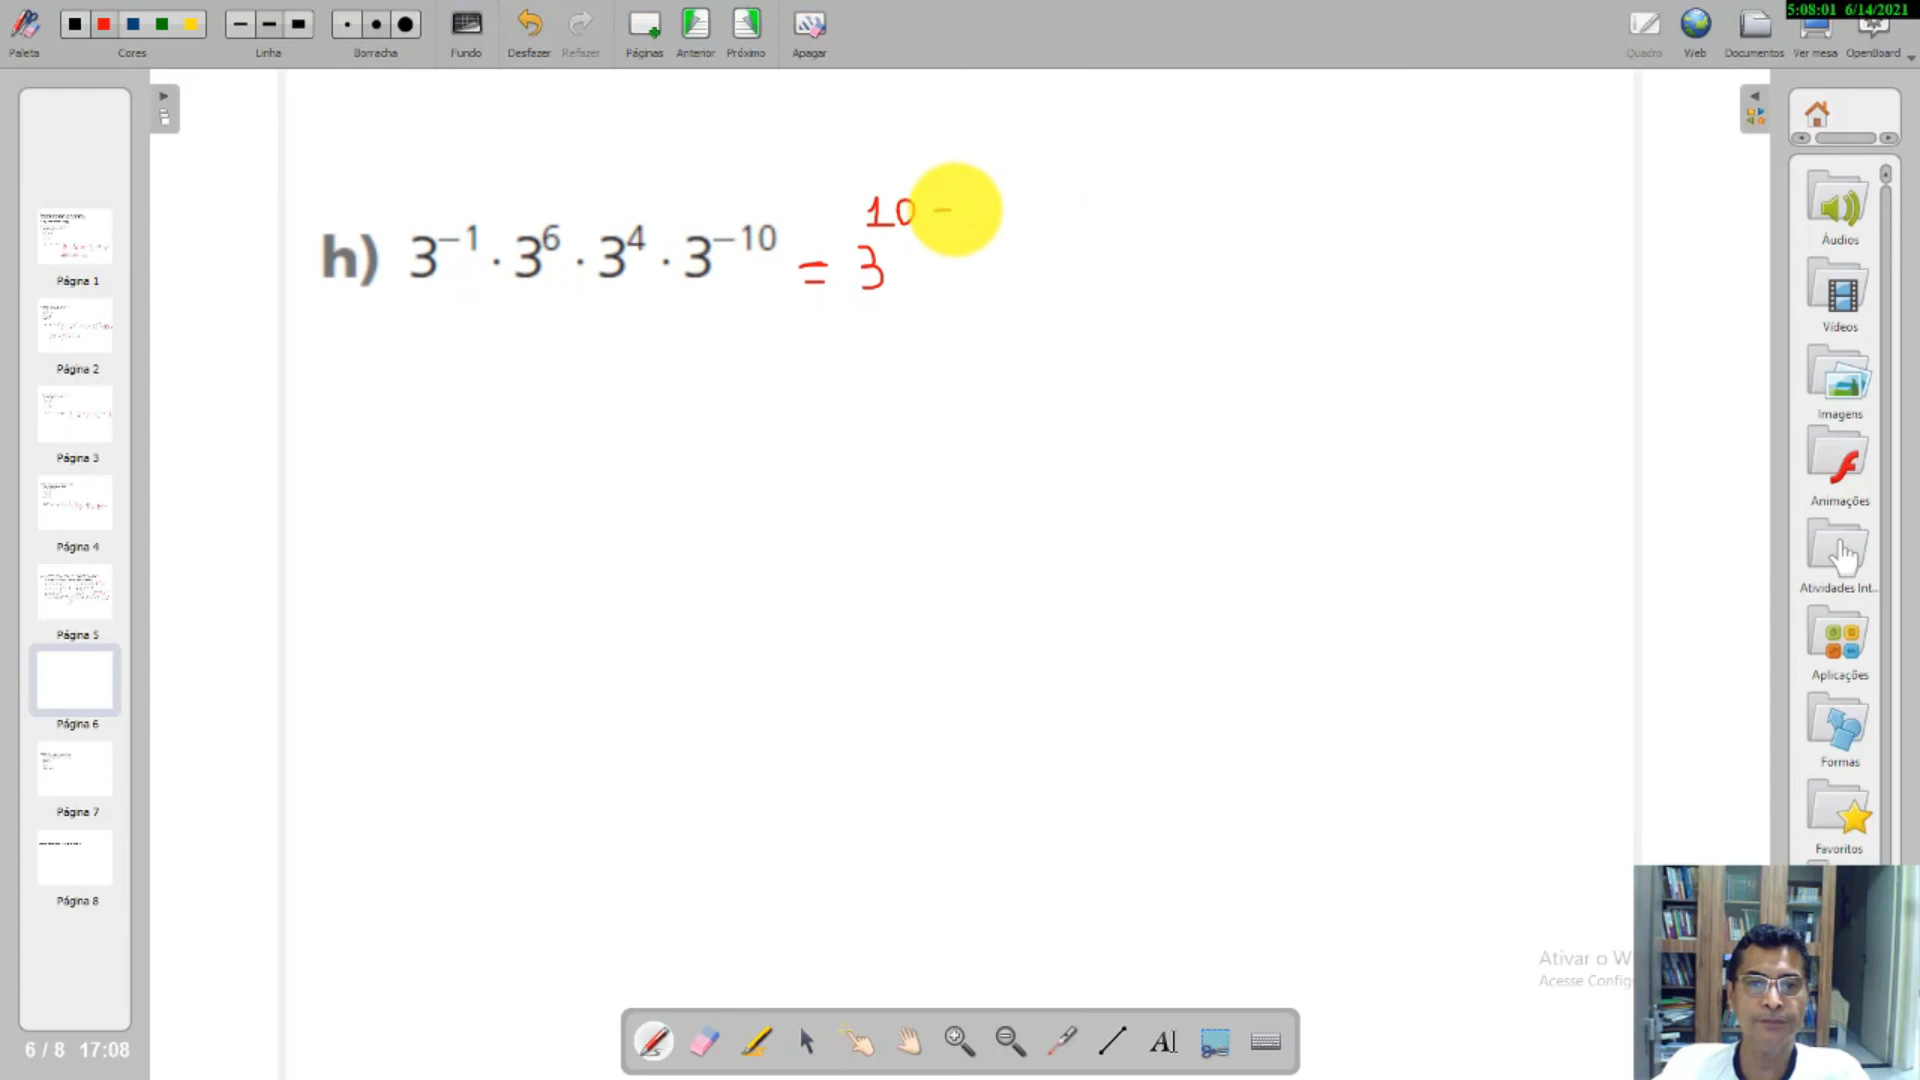 5:08:01 6/14/2021
Paleta Cores Linha Borracha Fundo Desfazer Refazer Páginas Anterior Próximo Apagar Quadro Web Documentos Ver mesa OpenBoard
h) 3⁻¹ · 3⁶ · 3⁴ · 3⁻¹⁰ = 3¹⁰ ⁻
Página 1
Página 2
Página 3
Página 4
Página 5
Página 6
Página 7
Página 8
6 / 8 17:08
Áudios
Vídeos
Imagens
Animações
Atividades Int...
Aplicações
Formas
Favoritos
Ativar o W
Acesse Config
AI